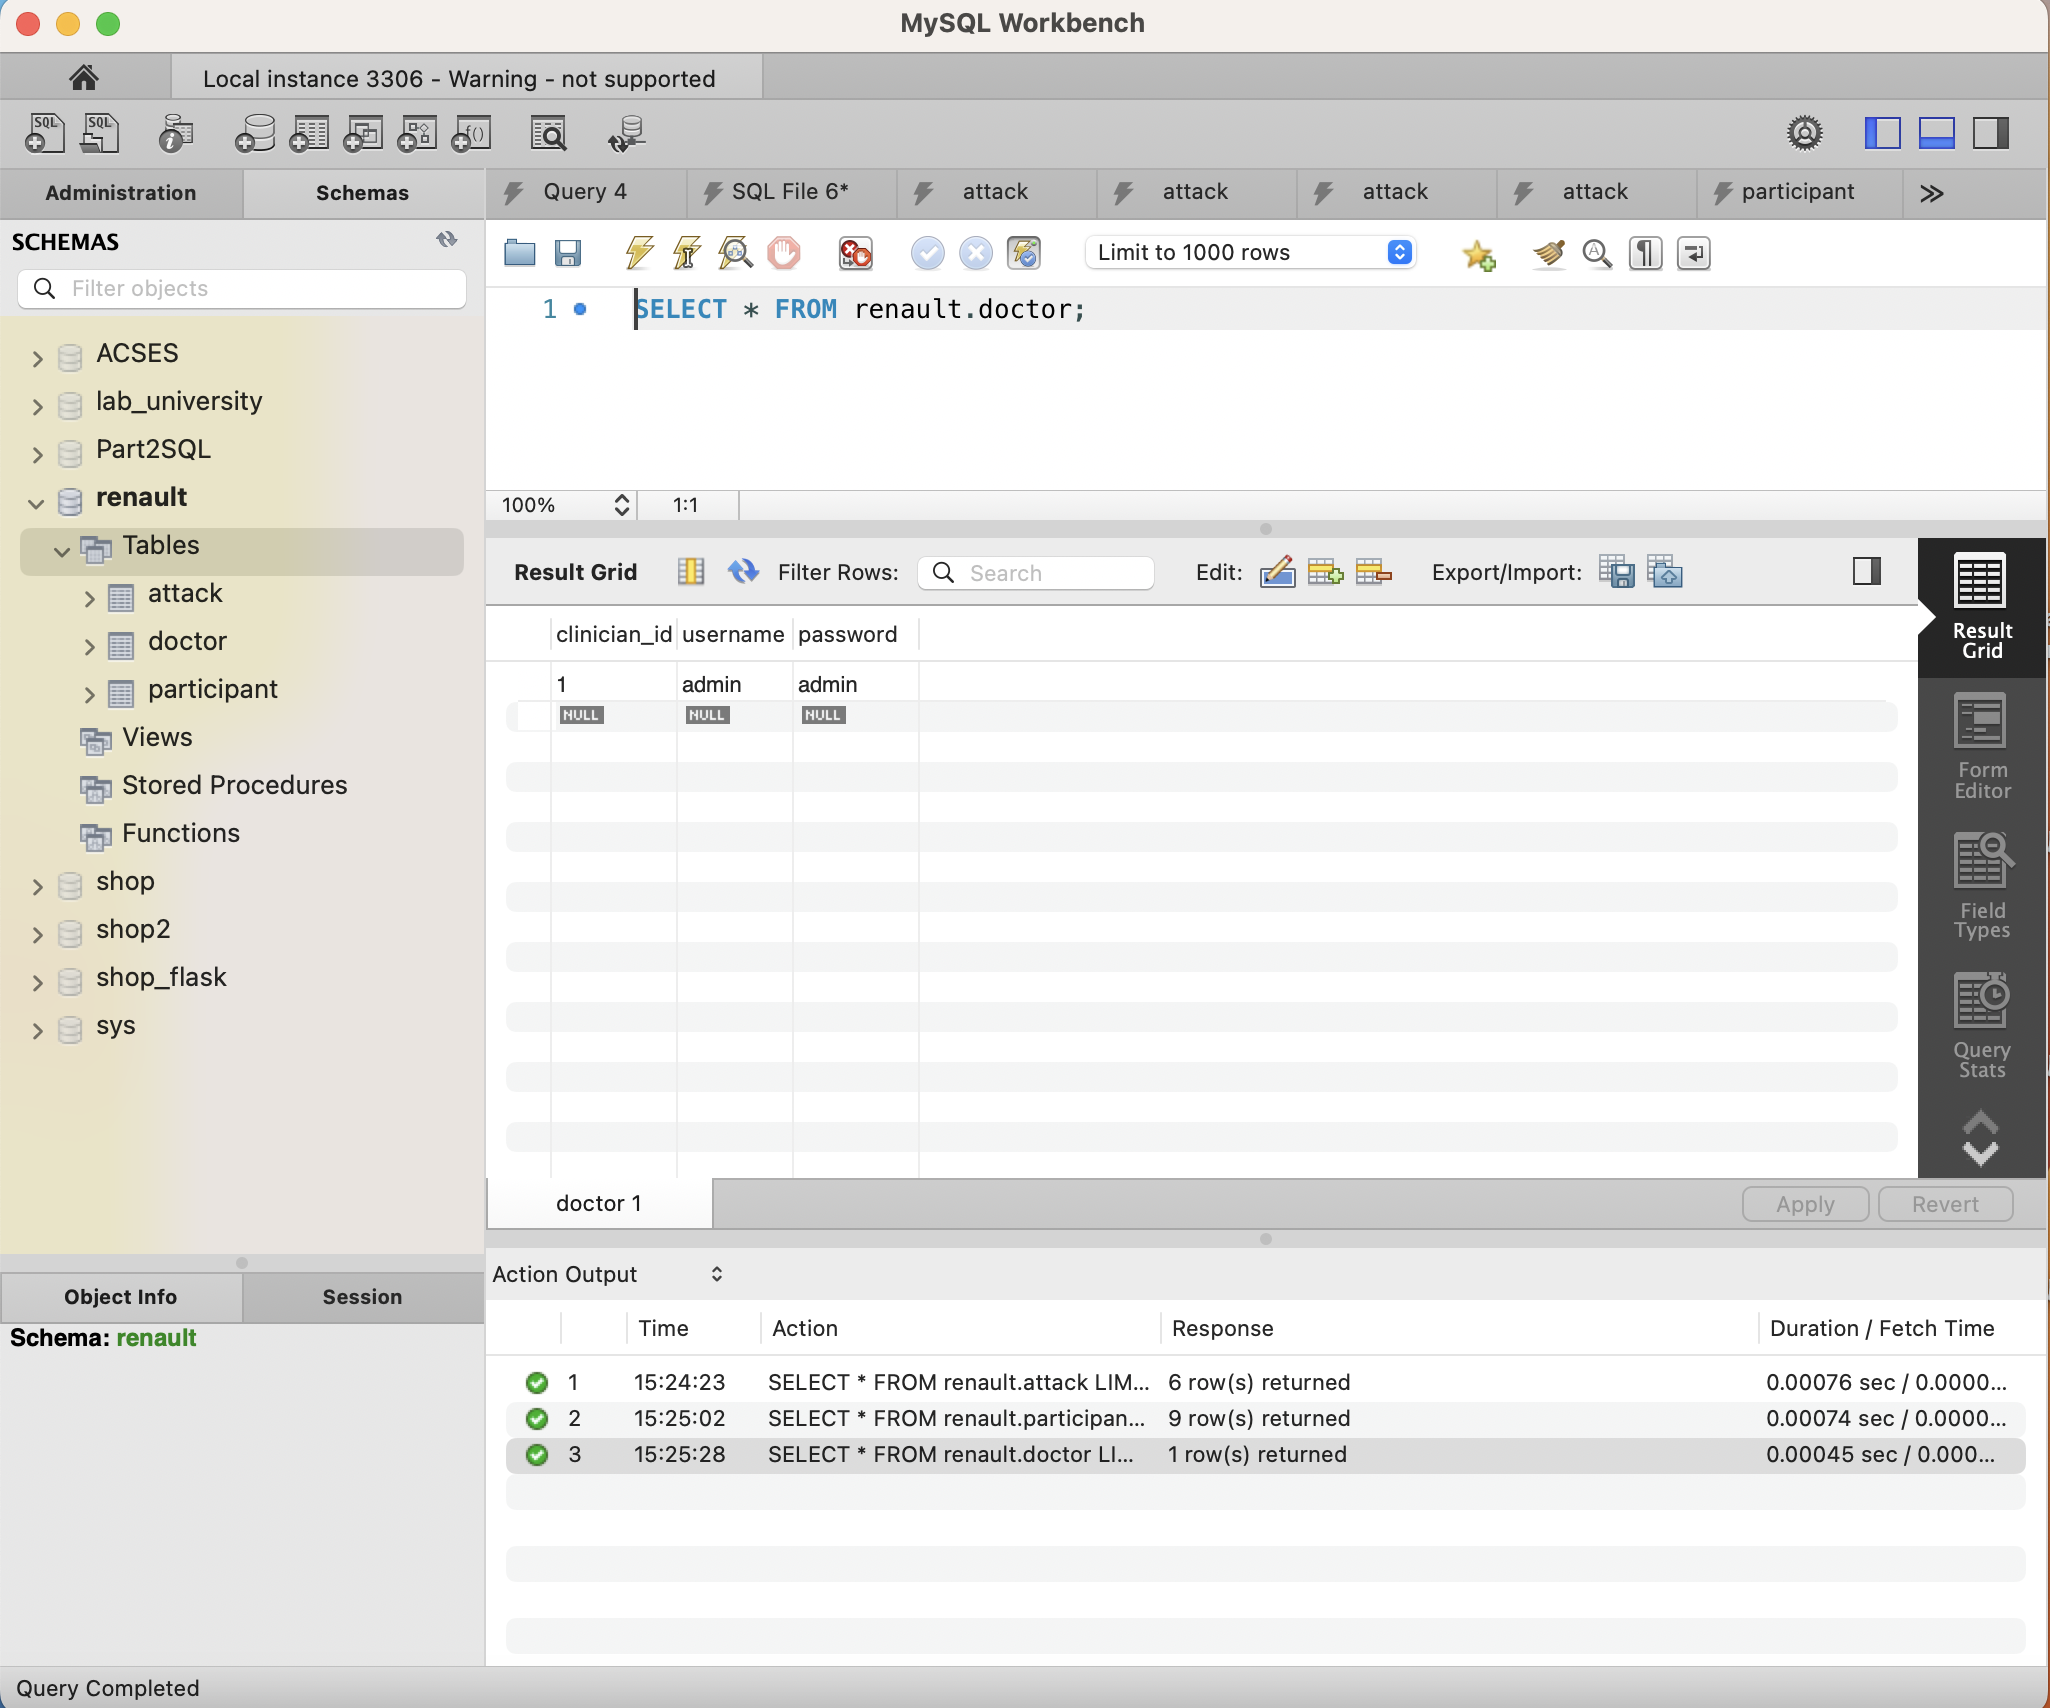 MySQL Workbench
Local instance 3306 - Warning - not supported
SQL SQL f()
Administration Schemas
Query 4 SQL File 6* attack attack attack attack participant
SCHEMAS
Filter objects
Limit to 1000 rows
1 SELECT * FROM renault.doctor;
ACSES
lab_university
Part2SQL
renault
Tables
attack
doctor
participant
Views
Stored Procedures
Functions
shop
shop2
shop_flask
sys
100% 1:1
Result Grid Filter Rows: Search Edit: Export/Import:
clinician_id username password
1 admin admin
NULL NULL NULL
Result
Grid
Form
Editor
Field
Types
Query
Stats
doctor 1 Apply Revert
Object Info Session
Schema: renault
Action Output
Time Action Response Duration / Fetch Time
1 15:24:23 SELECT * FROM renault.attack LIM... 6 row(s) returned 0.00076 sec / 0.0000...
2 15:25:02 SELECT * FROM renault.participan... 9 row(s) returned 0.00074 sec / 0.0000...
3 15:25:28 SELECT * FROM renault.doctor LI... 1 row(s) returned 0.00045 sec / 0.000...
Query Completed